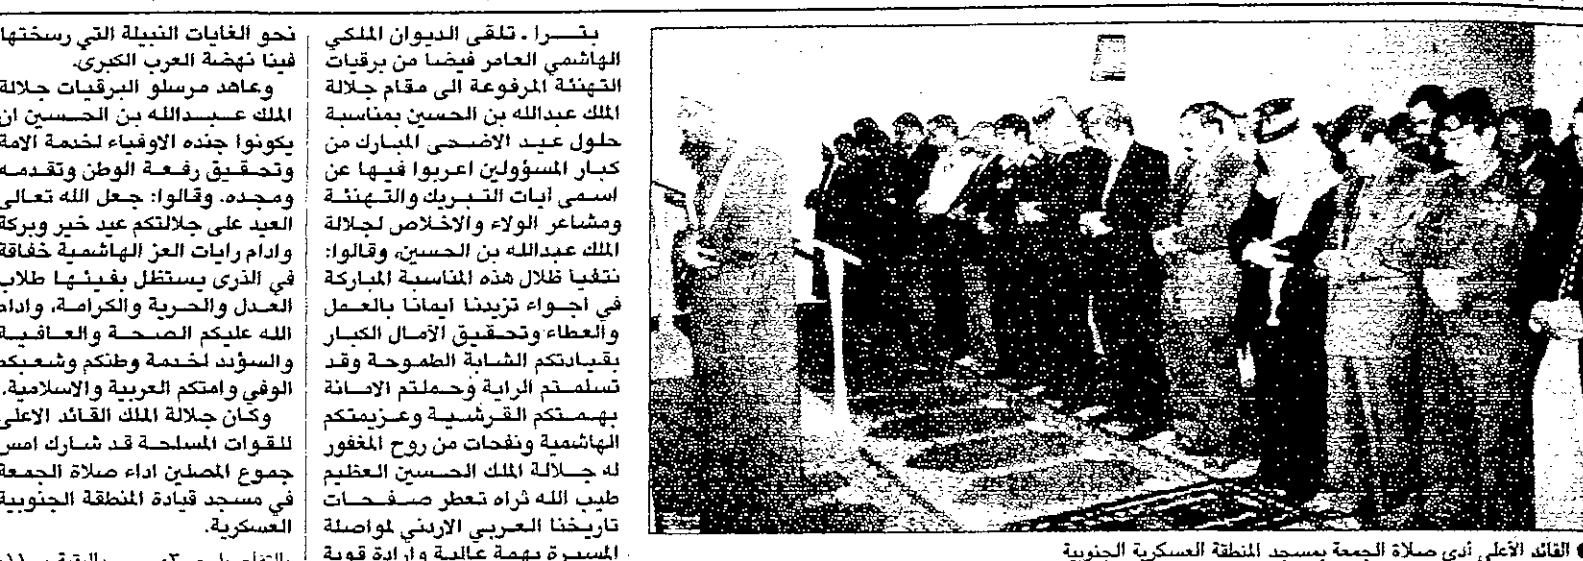 بتـرا ـ تلقى الديوان الملكي
الهاشمي العامر فيضا من برقيات
التهنئة المرفوعة الى مقام جلالة
الملك عبدالله بن الحسين بمناسبة
حلول عيد الاضحى المبارك من
كبار المسؤولين اعربوا فيها عن
اسمى آيات التبريك والتهنئة
ومشاعر الولاء والاخلاص لجلالة
الملك عبدالله بن الحسين، وقالوا:
نتفيأ ظلال هذه المناسبة المباركة
في اجواء تزيدنا ايمانا بالعمل
والعطاء وتحقيق الآمال الكبار
بقيادتكم الشابة الطموحة وقد
تسلمتم الراية وحملتم الامانة
بهمتكم القرشية وعزيمتكم
الهاشمية ونفحات من روح المغفور
له جلالة الملك الحسين العظيم
طيب الله ثراه تعطر صفحات
تاريخنا العربي الاردني لمواصلة
المسيرة بهمة عالية وارادة قوية
نحو الغايات النبيلة التي رسختها
فينا نهضة العرب الكبرى.
وعاهد مرسلو البرقيات جلالة
الملك عبدالله بن الحسين ان
يكونوا جنده الاوفياء لخدمة الامة
وتحقيق رفعة الوطن وتقدمه
ومجده. وقالوا: جعل الله تعالى
العيد على جلالتكم عيد خير وبركة
وادام رايات العز الهاشمية خفاقة
في الذرى يستظل بفيئها طلاب
العدل والحرية والكرامة، وادام
الله عليكم الصحة والعافية
والسؤدد لخدمة وطنكم وشعبكم
الوفي وامتكم العربية والاسلامية.
وكان جلالة الملك القائد الاعلى
للقوات المسلحة قد شارك امس
جموع المصلين اداء صلاة الجمعة
في مسجد قيادة المنطقة الجنوبية
العسكرية.
● القائد الأعلى أدى صلاة الجمعة بمسجد المنطقة العسكرية الجنوبية